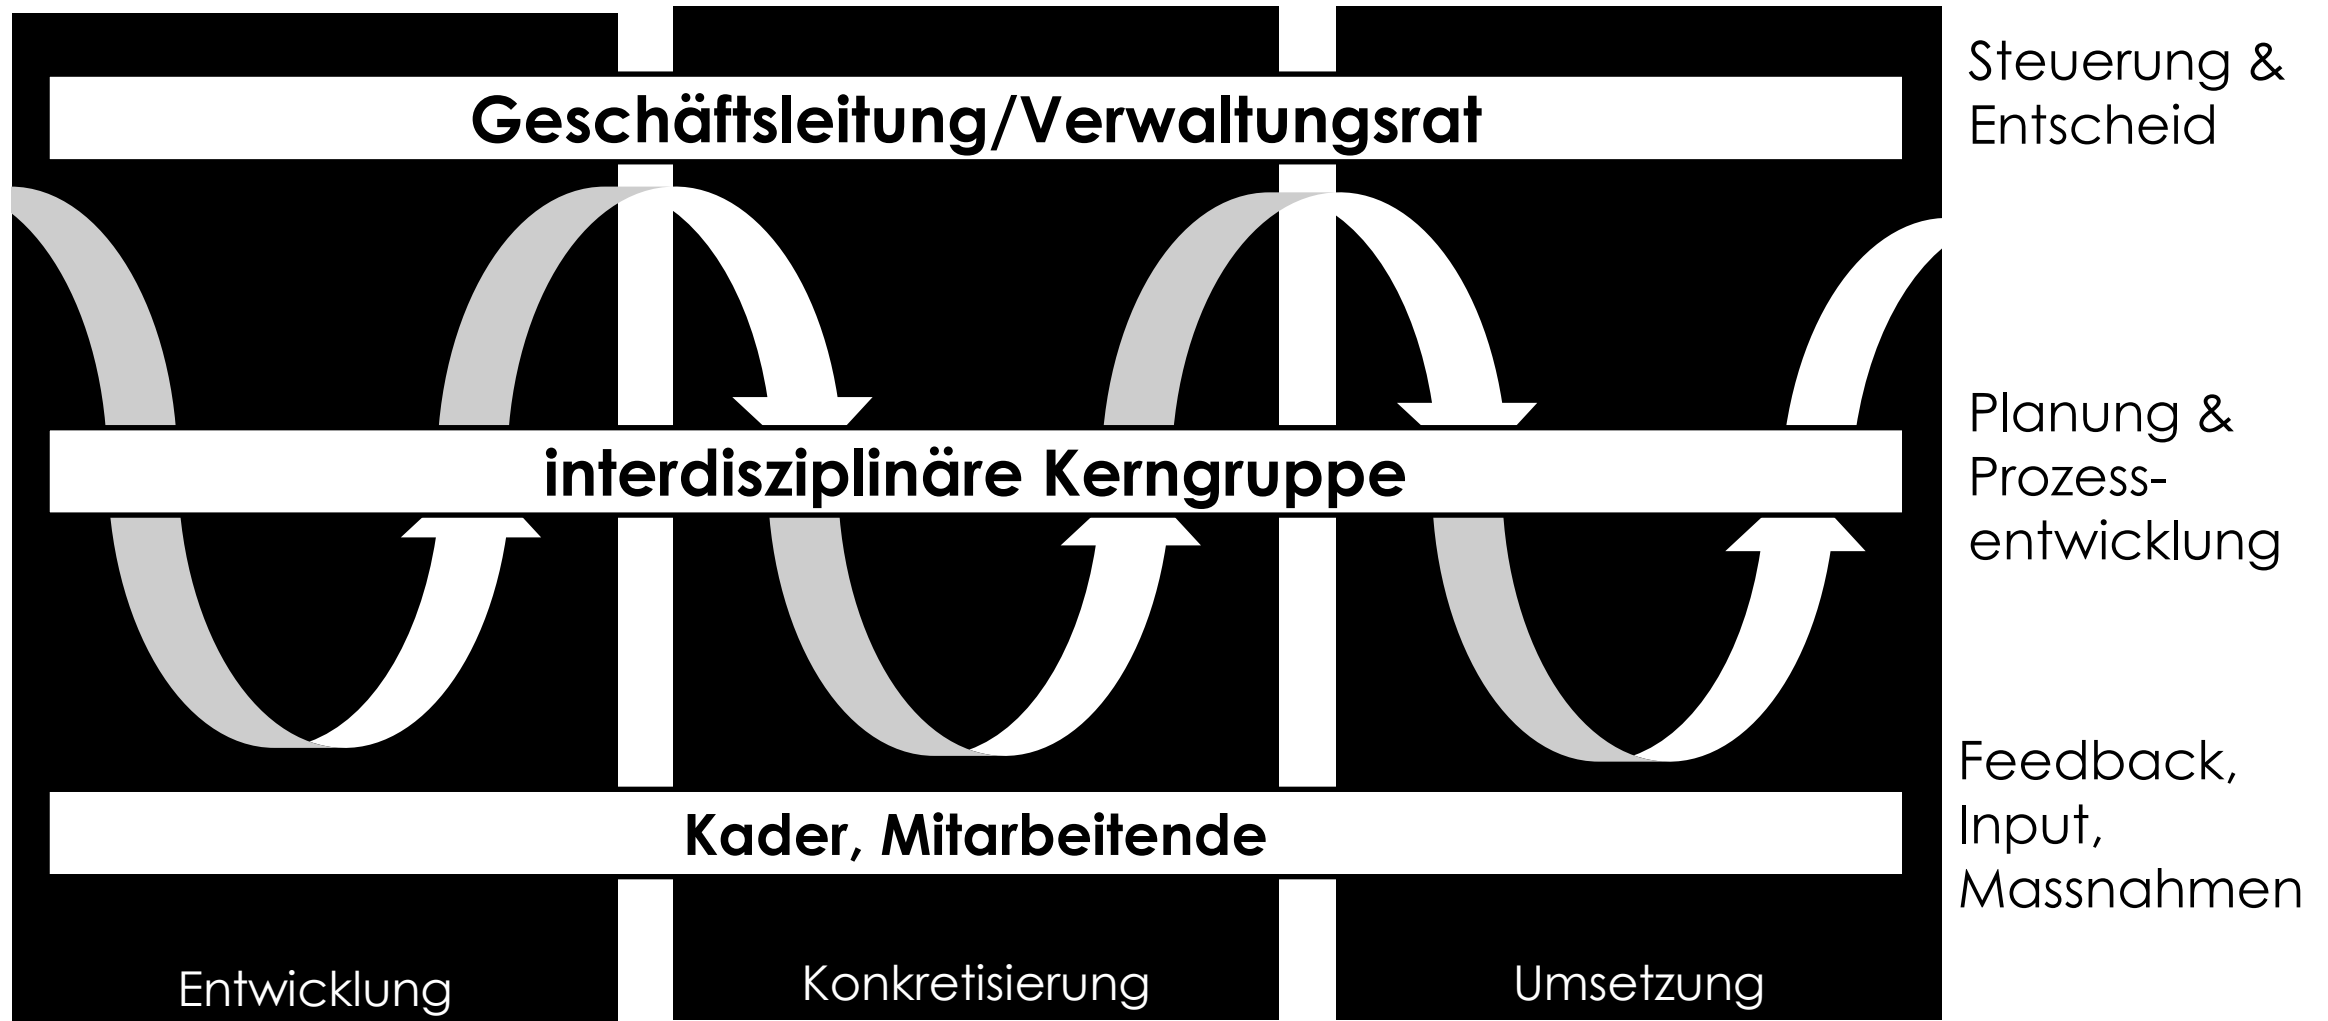 Steuerung &
Entscheid
Geschäftsleitung/Verwaltungsrat
Planung &
Prozess-
entwicklung
interdisziplinäre Kerngruppe
Feedback,
Input,
Massnahmen
Kader, Mitarbeitende
Entwicklung
Konkretisierung
Umsetzung